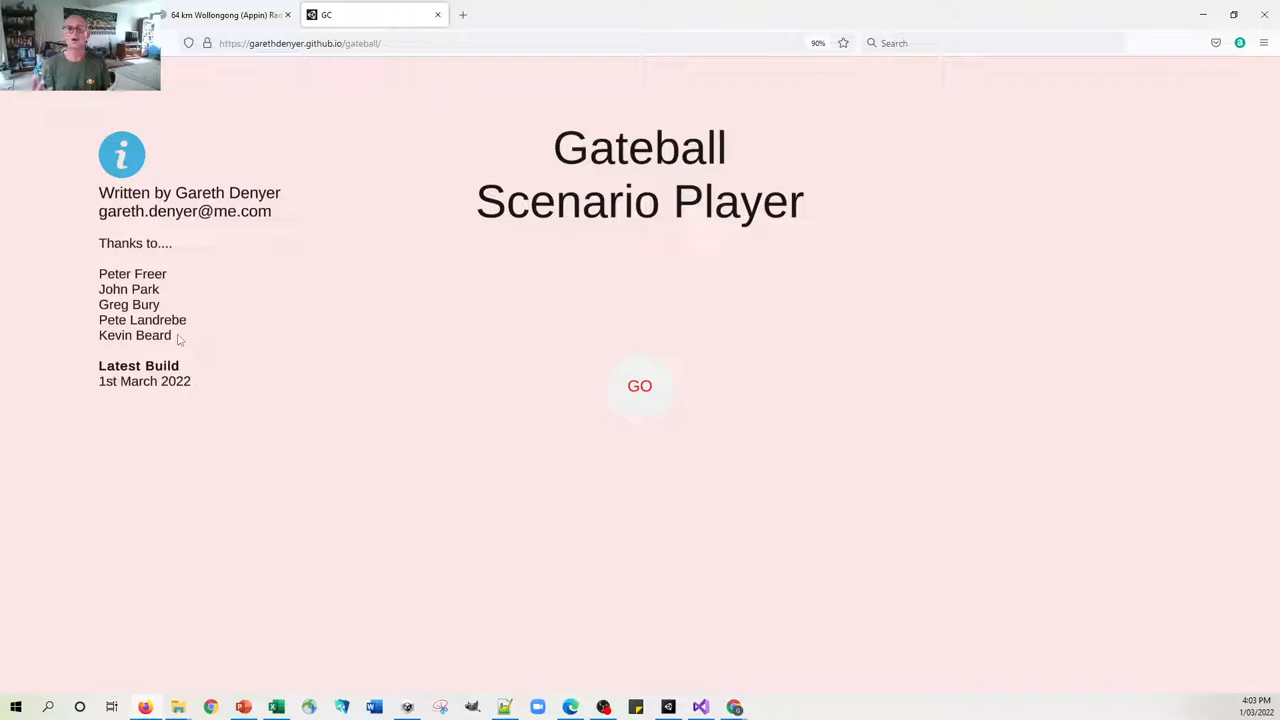 64 km Wollongong (Appin) Rad
GC
https://garethdenyer.github.io/gateball/
90%
Search
i
Gateball
Scenario Player
Written by Gareth Denyer
gareth.denyer@me.com
Thanks to....
Peter Freer
John Park
Greg Bury
Pete Landrebe
Kevin Beard
Latest Build
1st March 2022
GO
4:03 PM
1/03/2022